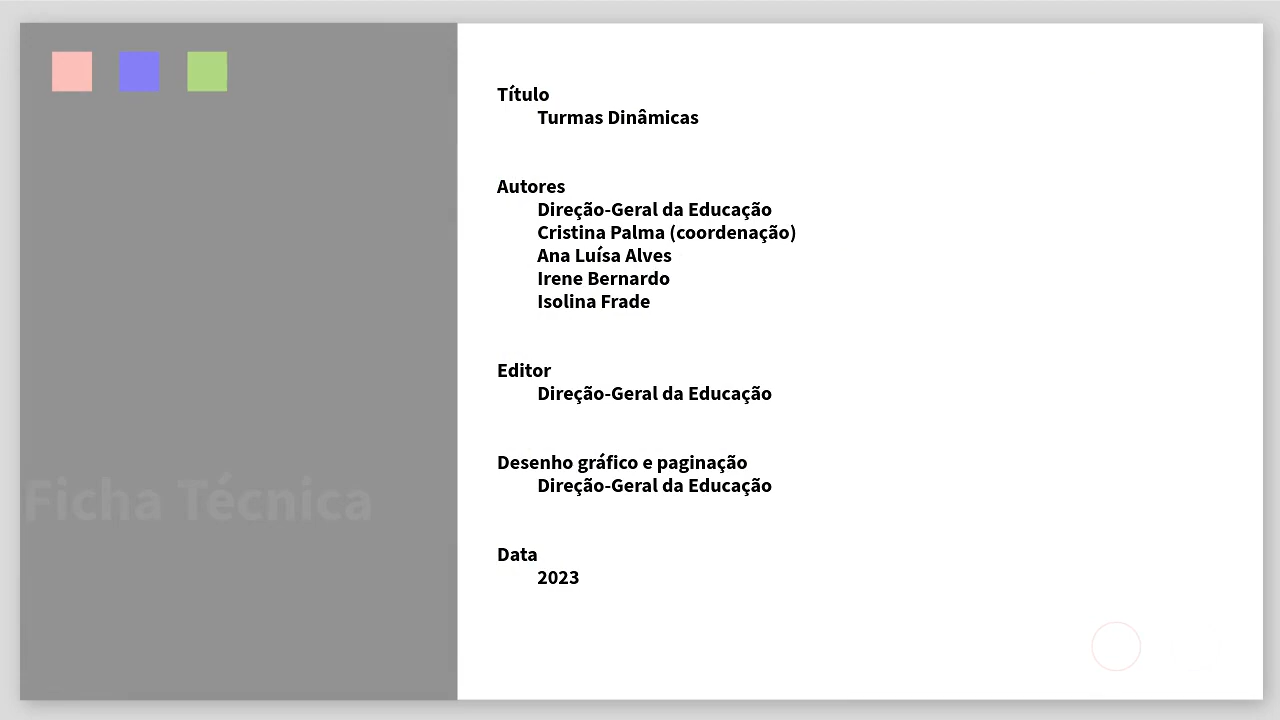 Título
Turmas Dinâmicas
Autores
Direção-Geral da Educação
Cristina Palma (coordenação)
Ana Luísa Alves
Irene Bernardo
Isolina Frade
Editor
Direção-Geral da Educação
Desenho gráfico e paginação
Direção-Geral da Educação
Data
2023
Ficha Técnica